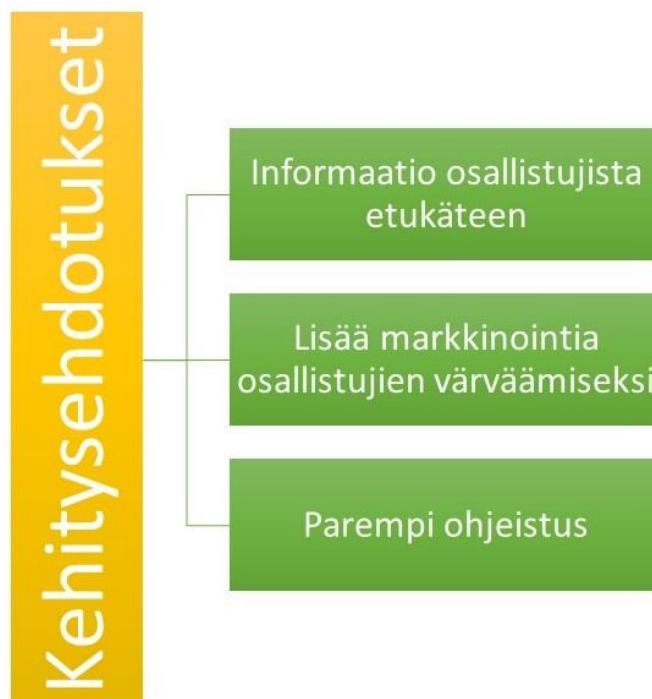 Kehitysehdotukset
Informaatio osallistujista
etukäteen
Lisää markkinointia
osallistujien värväämiseksi
Parempi ohjeistus